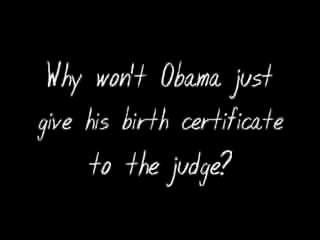 Why won't Obama just
give his birth certificate
to the judge?